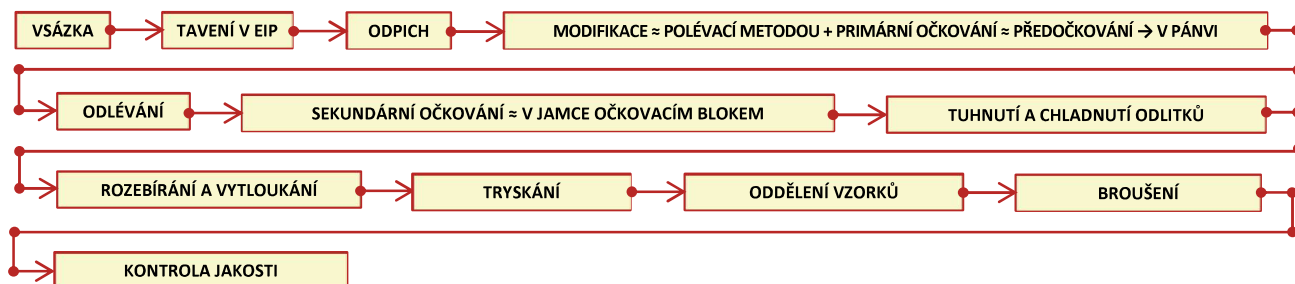 VSÁZKA TAVENÍ V EIP ODPICH MODIFIKACE ≈ POLÉVACÍ METODOU + PRIMÁRNÍ OČKOVÁNÍ ≈ PŘEDOČKOVÁNÍ → V PÁNVI
ODLÉVÁNÍ SEKUNDÁRNÍ OČKOVÁNÍ ≈ V JAMCE OČKOVACÍM BLOKEM TUHNUTÍ A CHLADNUTÍ ODLITKŮ
ROZEBÍRÁNÍ A VYTLOUKÁNÍ TRYSKÁNÍ ODDĚLENÍ VZORKŮ BROUŠENÍ
KONTROLA JAKOSTI